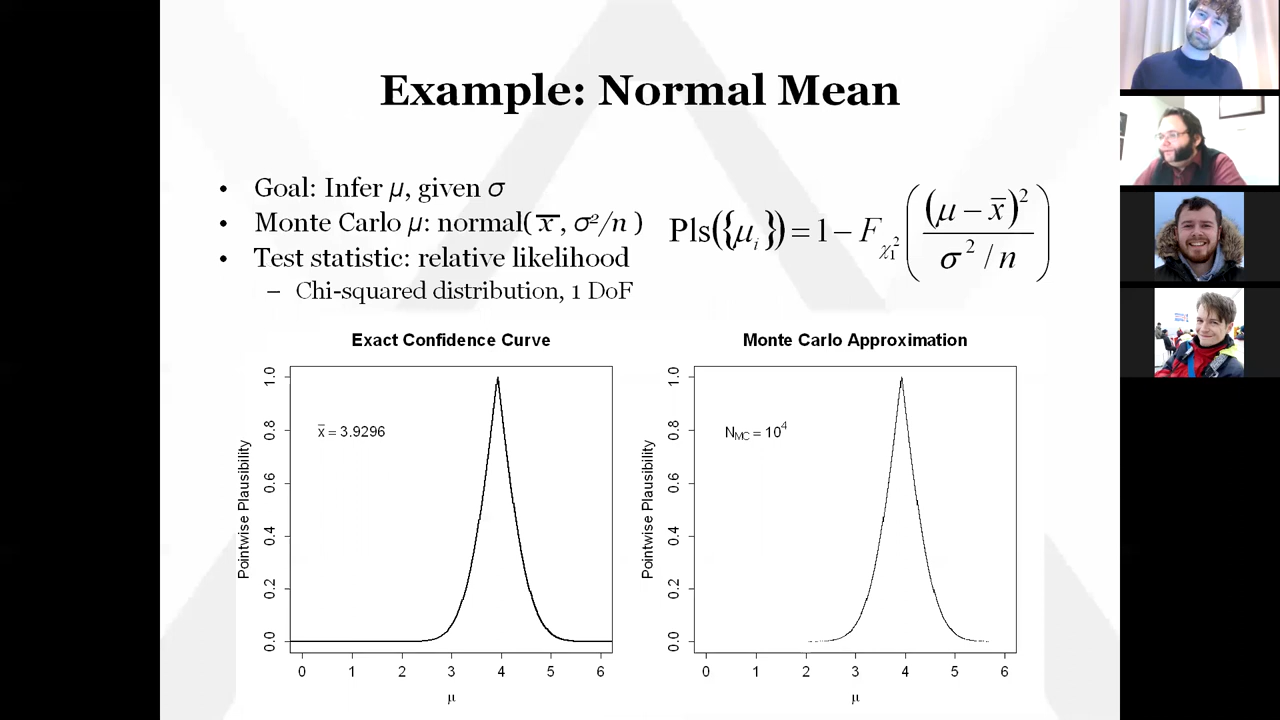 Example: Normal Mean
• Goal: Infer μ, given σ
• Monte Carlo μ: normal( x̅ , σ²/n )
• Test statistic: relative likelihood
– Chi-squared distribution, 1 DoF
Pls({μᵢ}) = 1 − F_χ₁² ( (μ − x̅)² / (σ² / n) )
Exact Confidence Curve
x̅ = 3.9296
Pointwise Plausibility
1.0
0.8
0.6
0.4
0.2
0.0
0 1 2 3 4 5 6
μ
Monte Carlo Approximation
N_MC = 10⁴
Pointwise Plausibility
1.0
0.8
0.6
0.4
0.2
0.0
0 1 2 3 4 5 6
μ